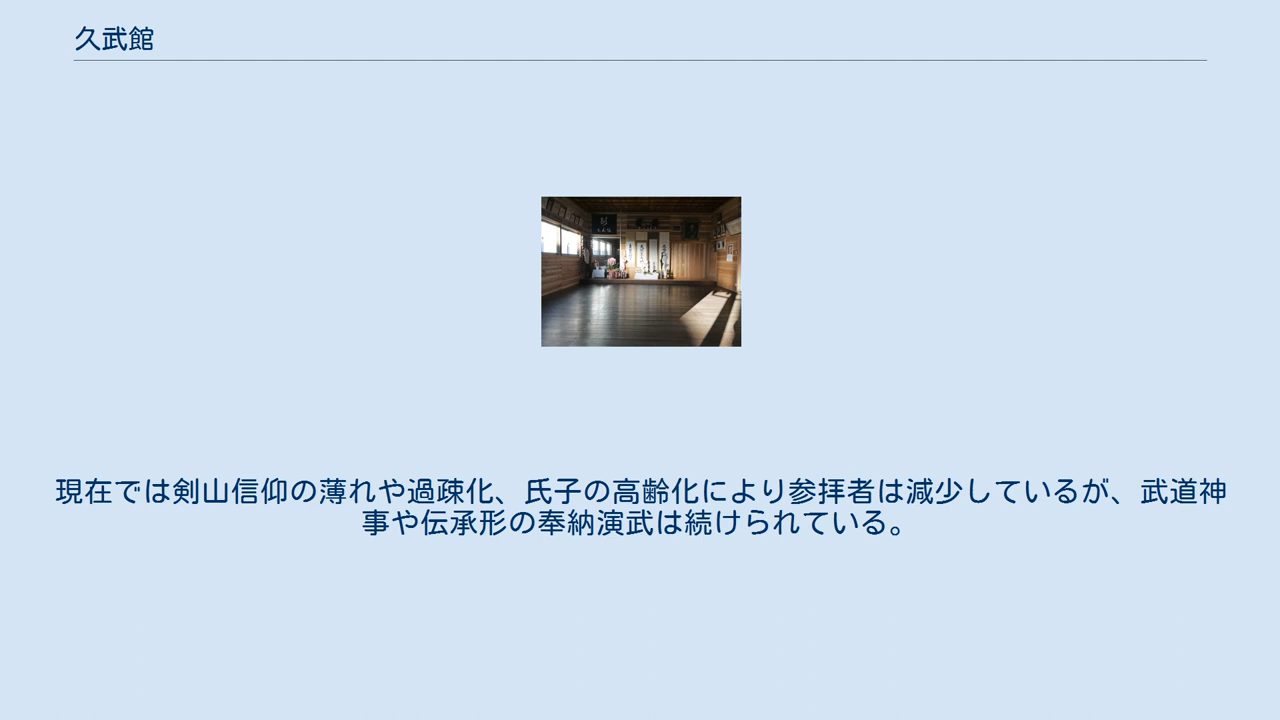 久武館
現在では剣山信仰の薄れや過疎化、氏子の高齢化により参拝者は減少しているが、武道神
事や伝承形の奉納演武は続けられている。